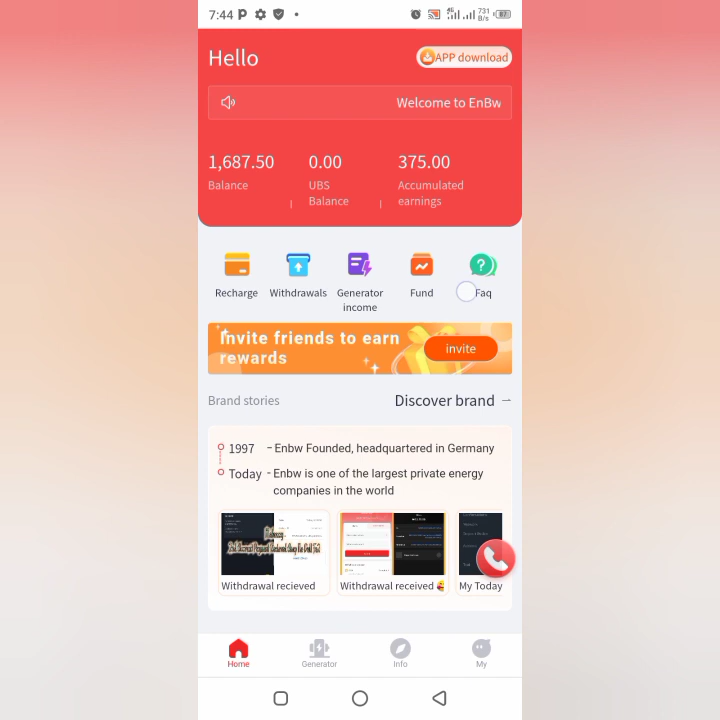 7:44 P 4G 731 B/s 87
Hello
APP download
Welcome to EnBw
1,687.50 0.00 375.00
Balance UBS Balance Accumulated earnings
Recharge Withdrawals Generator income Fund Faq
Invite friends to earn rewards
invite
Brand stories Discover brand
1997 – Enbw Founded, headquartered in Germany
Today - Enbw is one of the largest private energy
companies in the world
Withdrawal recieved Withdrawal received My Today
Home Generator Info My